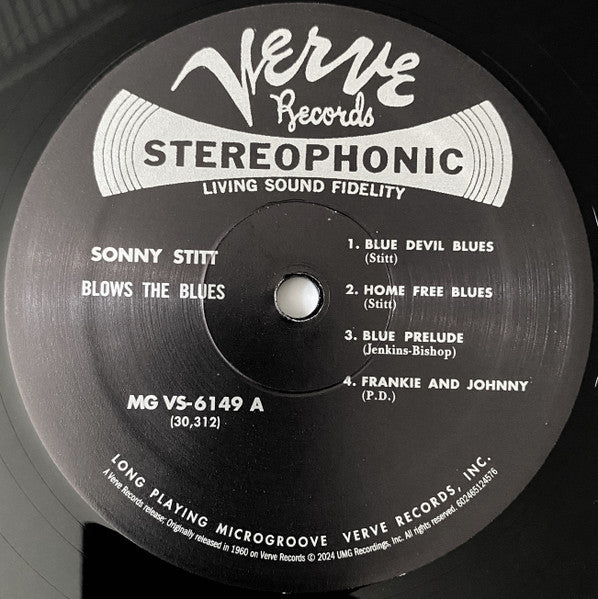 Verve
Records
STEREOPHONIC
LIVING SOUND FIDELITY
SONNY STITT
BLOWS THE BLUES
MG VS-6149 A
(30,312)
1. BLUE DEVIL BLUES
(Stitt)
2. HOME FREE BLUES
(Stitt)
3. BLUE PRELUDE
(Jenkins-Bishop)
4. FRANKIE AND JOHNNY
(P.D.)
LONG PLAYING MICROGROOVE VERVE RECORDS, INC.
A Verve Records release; Originally released in 1960 on Verve Records © 2024 UMG Recordings, Inc. All rights reserved. 602465124576